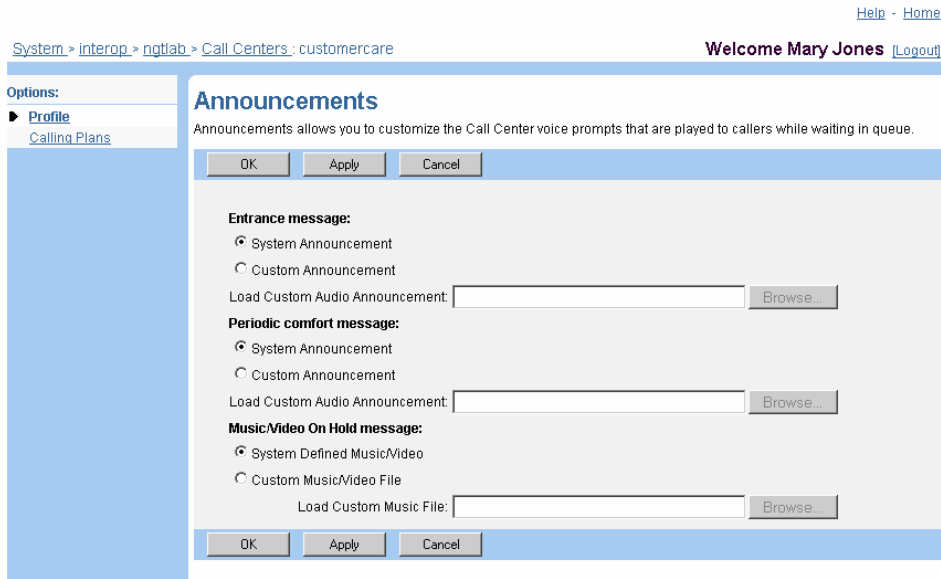 Help - Home
System > interop > ngtlab > Call Centers : customercare
Welcome Mary Jones [Logout]
Options:
Profile
Calling Plans
Announcements
Announcements allows you to customize the Call Center voice prompts that are played to callers while waiting in queue.
OK Apply Cancel
Entrance message:
System Announcement
Custom Announcement
Load Custom Audio Announcement: Browse...
Periodic comfort message:
System Announcement
Custom Announcement
Load Custom Audio Announcement: Browse...
Music/Video On Hold message:
System Defined Music/Video
Custom Music/Video File
Load Custom Music File: Browse...
OK Apply Cancel